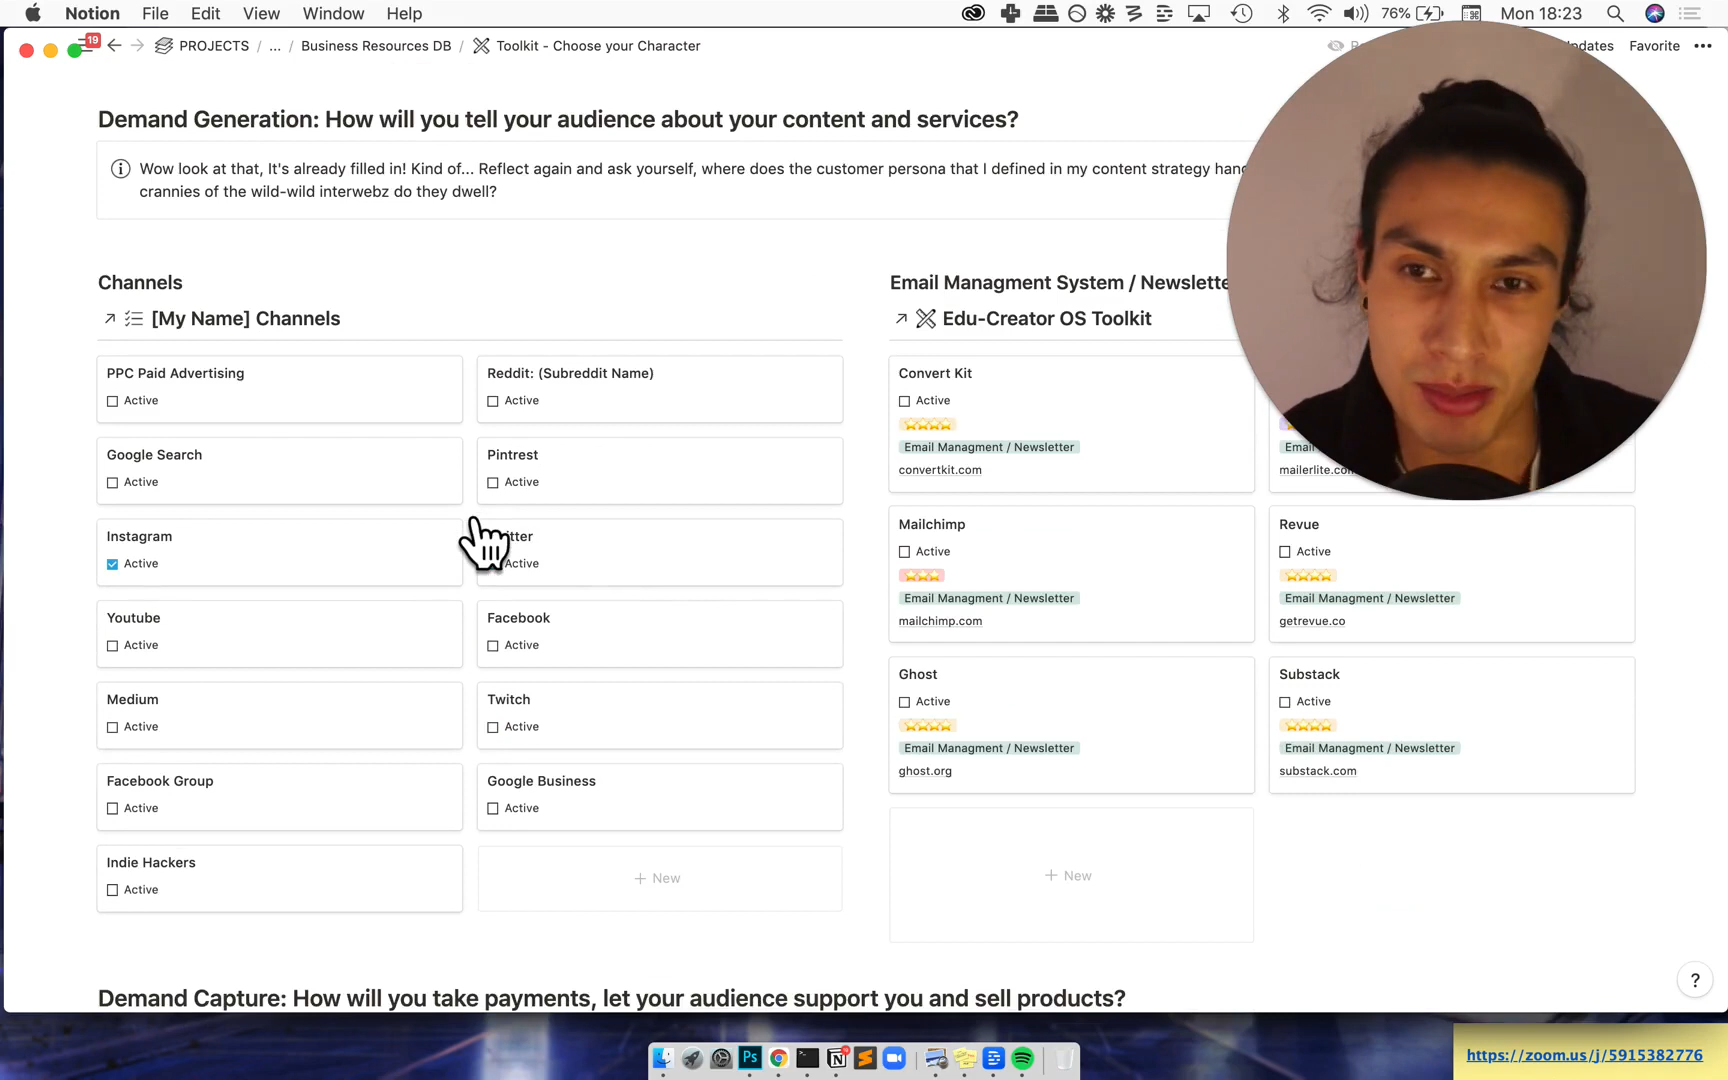 Notion File Edit View Window Help
76% Mon 18:23
19
PROJECTS / ... / Business Resources DB / Toolkit - Choose your Character
Updates Favorite
Demand Generation: How will you tell your audience about your content and services?
Wow look at that, It's already filled in! Kind of... Reflect again and ask yourself, where does the customer persona that I defined in my content strategy
crannies of the wild-wild interwebz do they dwell?
Channels
[My Name] Channels
PPC Paid Advertising
Active
Reddit: (Subreddit Name)
Active
Google Search
Active
Pintrest
Active
Instagram
Active
Active
Youtube
Active
Facebook
Active
Medium
Active
Twitch
Active
Facebook Group
Active
Google Business
Active
Indie Hackers
Active
+ New
Email Managment System /
Edu-Creator OS Toolkit
Convert Kit
Active
Email Managment / Newsletter
convertkit.com
mailerlite.com
Mailchimp
Active
Email Managment / Newsletter
mailchimp.com
Revue
Active
Email Managment / Newsletter
getrevue.co
Ghost
Active
Email Managment / Newsletter
ghost.org
Substack
Active
Email Managment / Newsletter
substack.com
+ New
Demand Capture: How will you take payments, let your audience support you and sell products?
?
Ps
https://zoom.us/j/5915382776